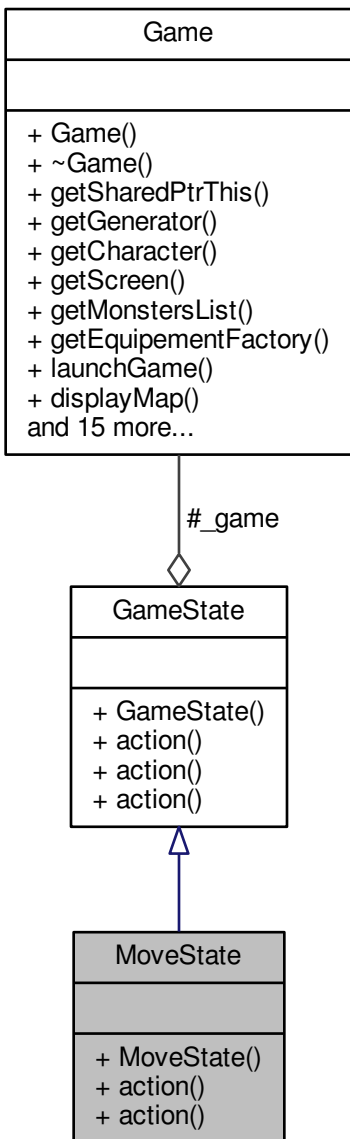 Game
+ Game()
+ ~Game()
+ getSharedPtrThis()
+ getGenerator()
+ getCharacter()
+ getScreen()
+ getMonstersList()
+ getEquipementFactory()
+ launchGame()
+ displayMap()
and 15 more...
#_game
GameState
+ GameState()
+ action()
+ action()
+ action()
MoveState
+ MoveState()
+ action()
+ action()